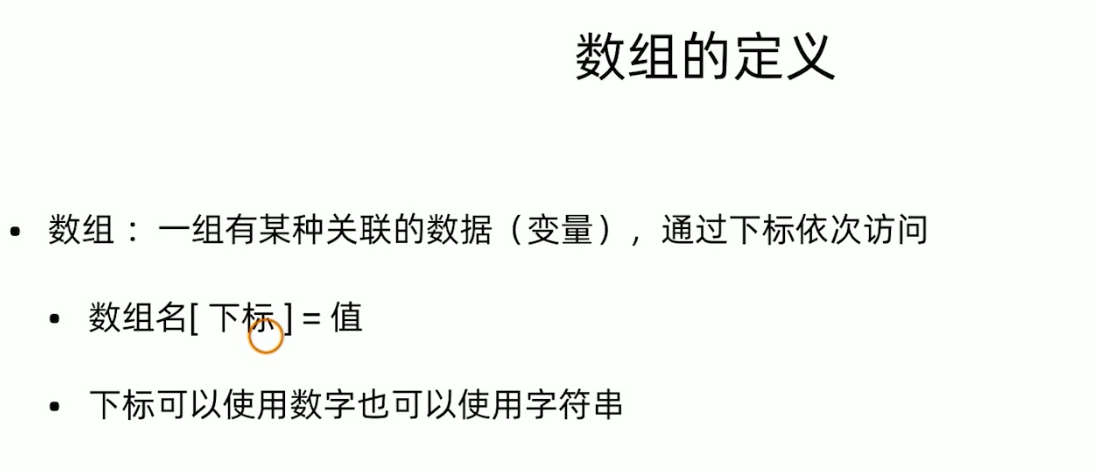 数组的定义
• 数组：一组有某种关联的数据（变量），通过下标依次访问
• 数组名[ 下标 ] = 值
• 下标可以使用数字也可以使用字符串